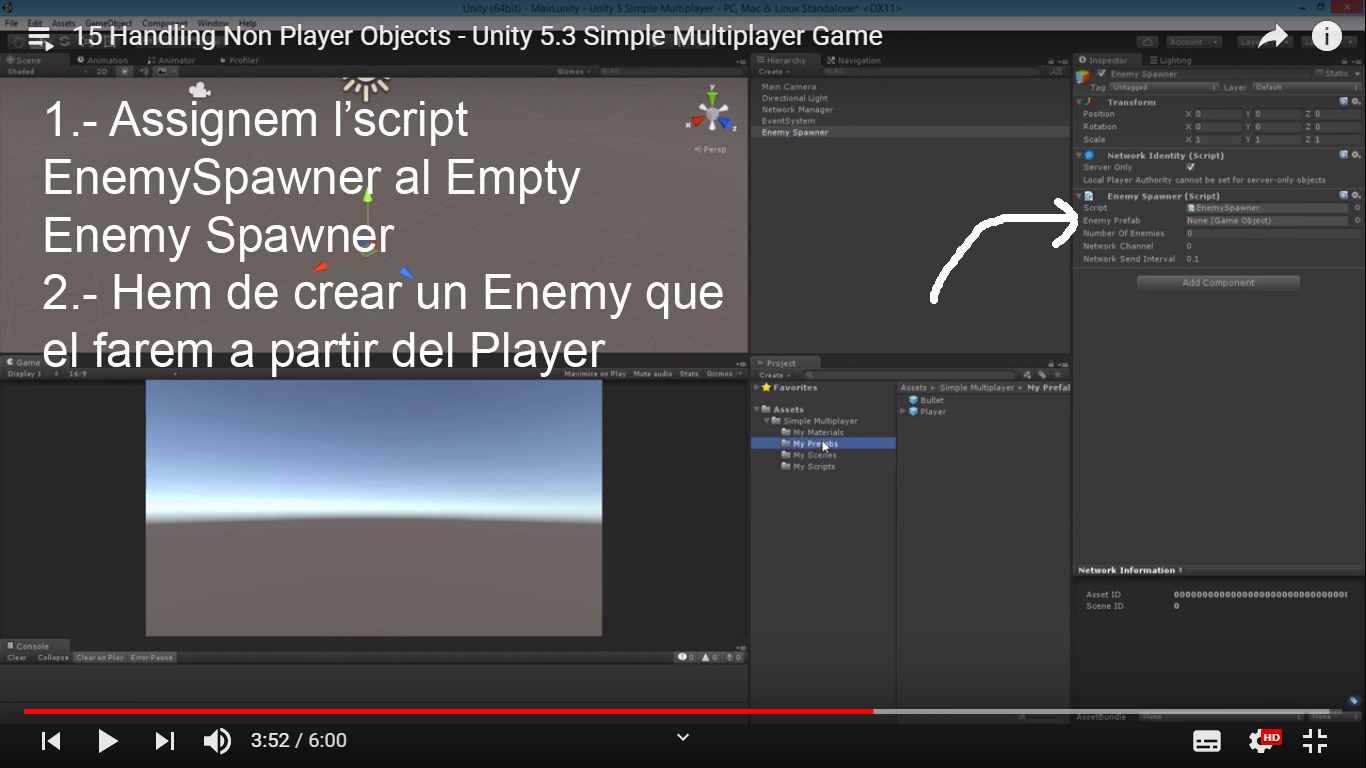 Unity (64bit) - Main.unity - Unity 5 Simple Multiplayer - PC, Mac & Linux Standalone* <DX11>
File Edit Assets GameObject Component Window Help
15 Handling Non Player Objects - Unity 5.3 Simple Multiplayer Game
Account
Scene Animation Animator Profiler
Shaded 2D Gizmos All
Persp
1.- Assignem l’script
EnemySpawner al Empty
Enemy Spawner
2.- Hem de crear un Enemy que
el farem a partir del Player
Hierarchy Navigation
Create All
Main Camera
Directional Light
Network Manager
EventSystem
Enemy Spawner
Inspector Lighting
Enemy Spawner Static
Tag Untagged Layer Default
Transform
Position X 0 Y 0 Z 0
Rotation X 0 Y 0 Z 0
Scale X 1 Y 1 Z 1
Network Identity (Script)
Server Only
Local Player Authority cannot be set for server-only objects
Enemy Spawner (Script)
Script EnemySpawner
Enemy Prefab None (Game Object)
Number Of Enemies 0
Network Channel 0
Network Send Interval 0.1
Add Component
Game
Display 1 16:9 Maximize on Play Mute audio Stats Gizmos
Project
Create
Favorites
Assets
Simple Multiplayer
My Materials
My Prefabs
My Scenes
My Scripts
Assets Simple Multiplayer My Prefal
Bullet
Player
Console
Clear Collapse Clear on Play Error Pause 0 0 0
Network Information
Asset ID
Scene ID 0
AssetBundle None None
3:52 / 6:00
HD